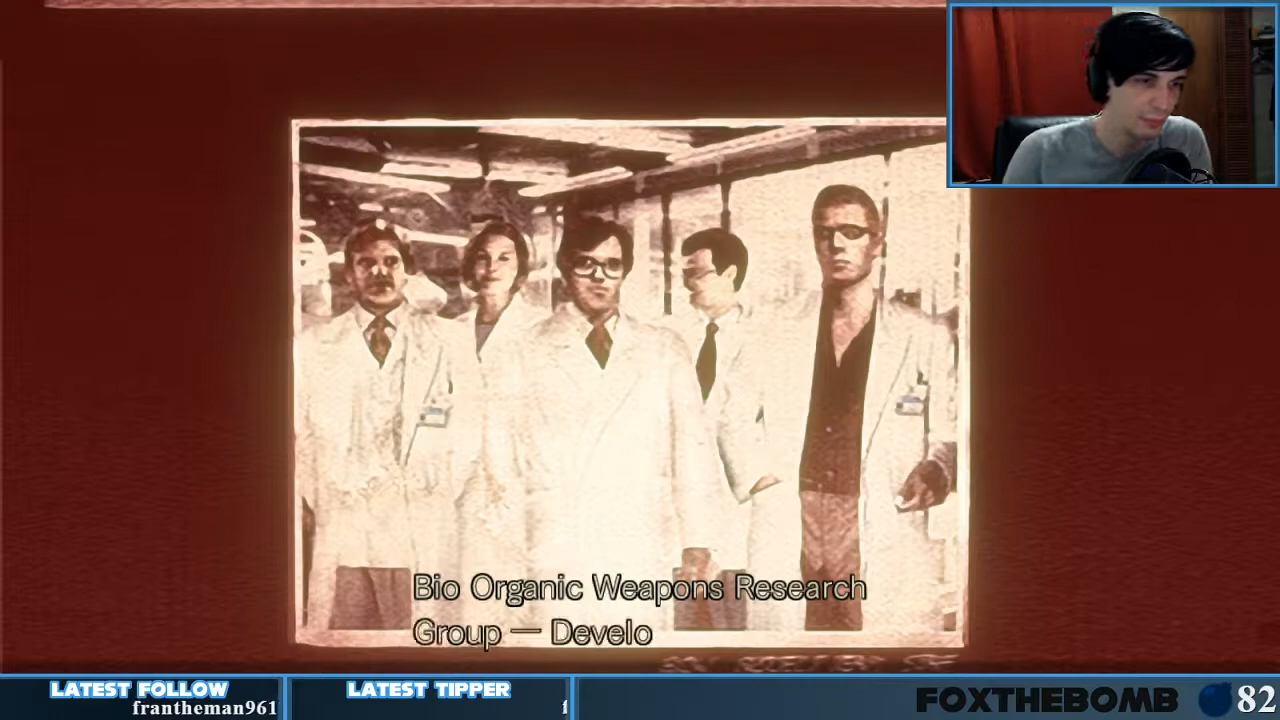 Bio Organic Weapons Research
Group — Develo
LATEST FOLLOW
frantheman961
LATEST TIPPER
FOXTHEBOMB
82